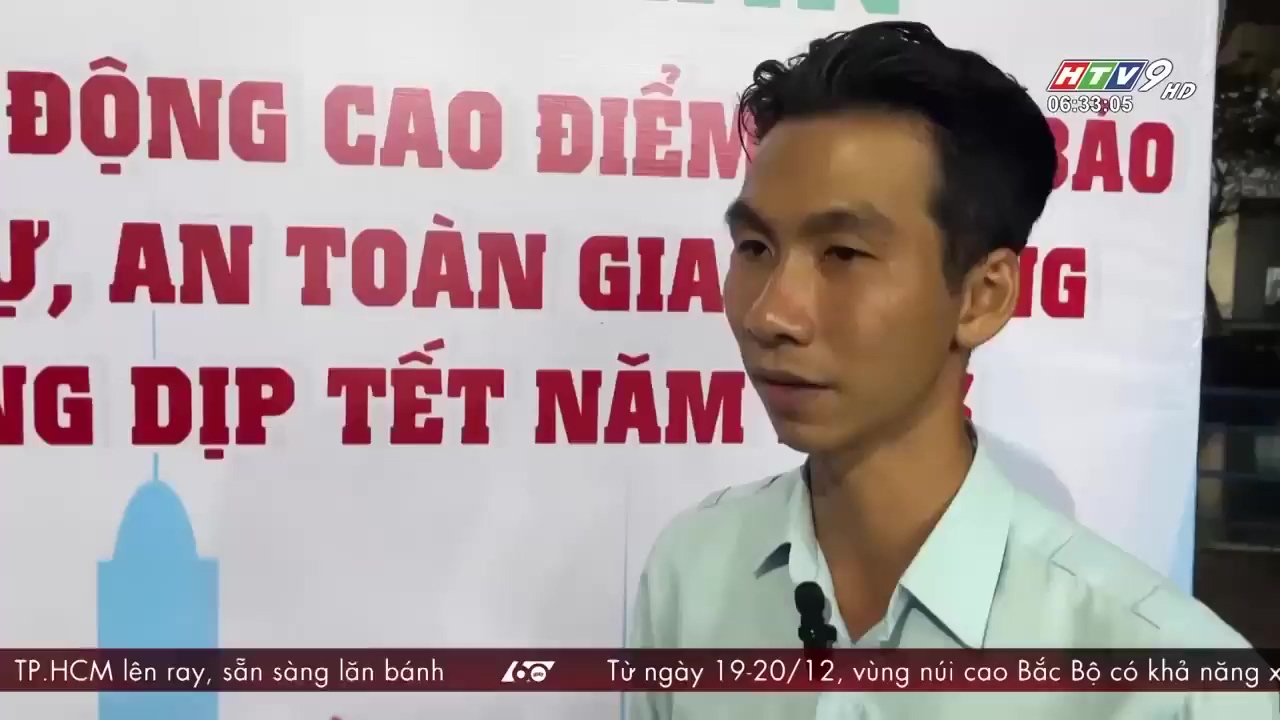 HTV9 HD
06:33:05
ĐỘNG CAO ĐIỂM BẢO
Ự, AN TOÀN GIA NG
NG DỊP TẾT NĂM
TP.HCM lên ray, sẵn sàng lăn bánh
60 Từ ngày 19-20/12, vùng núi cao Bắc Bộ có khả năng x